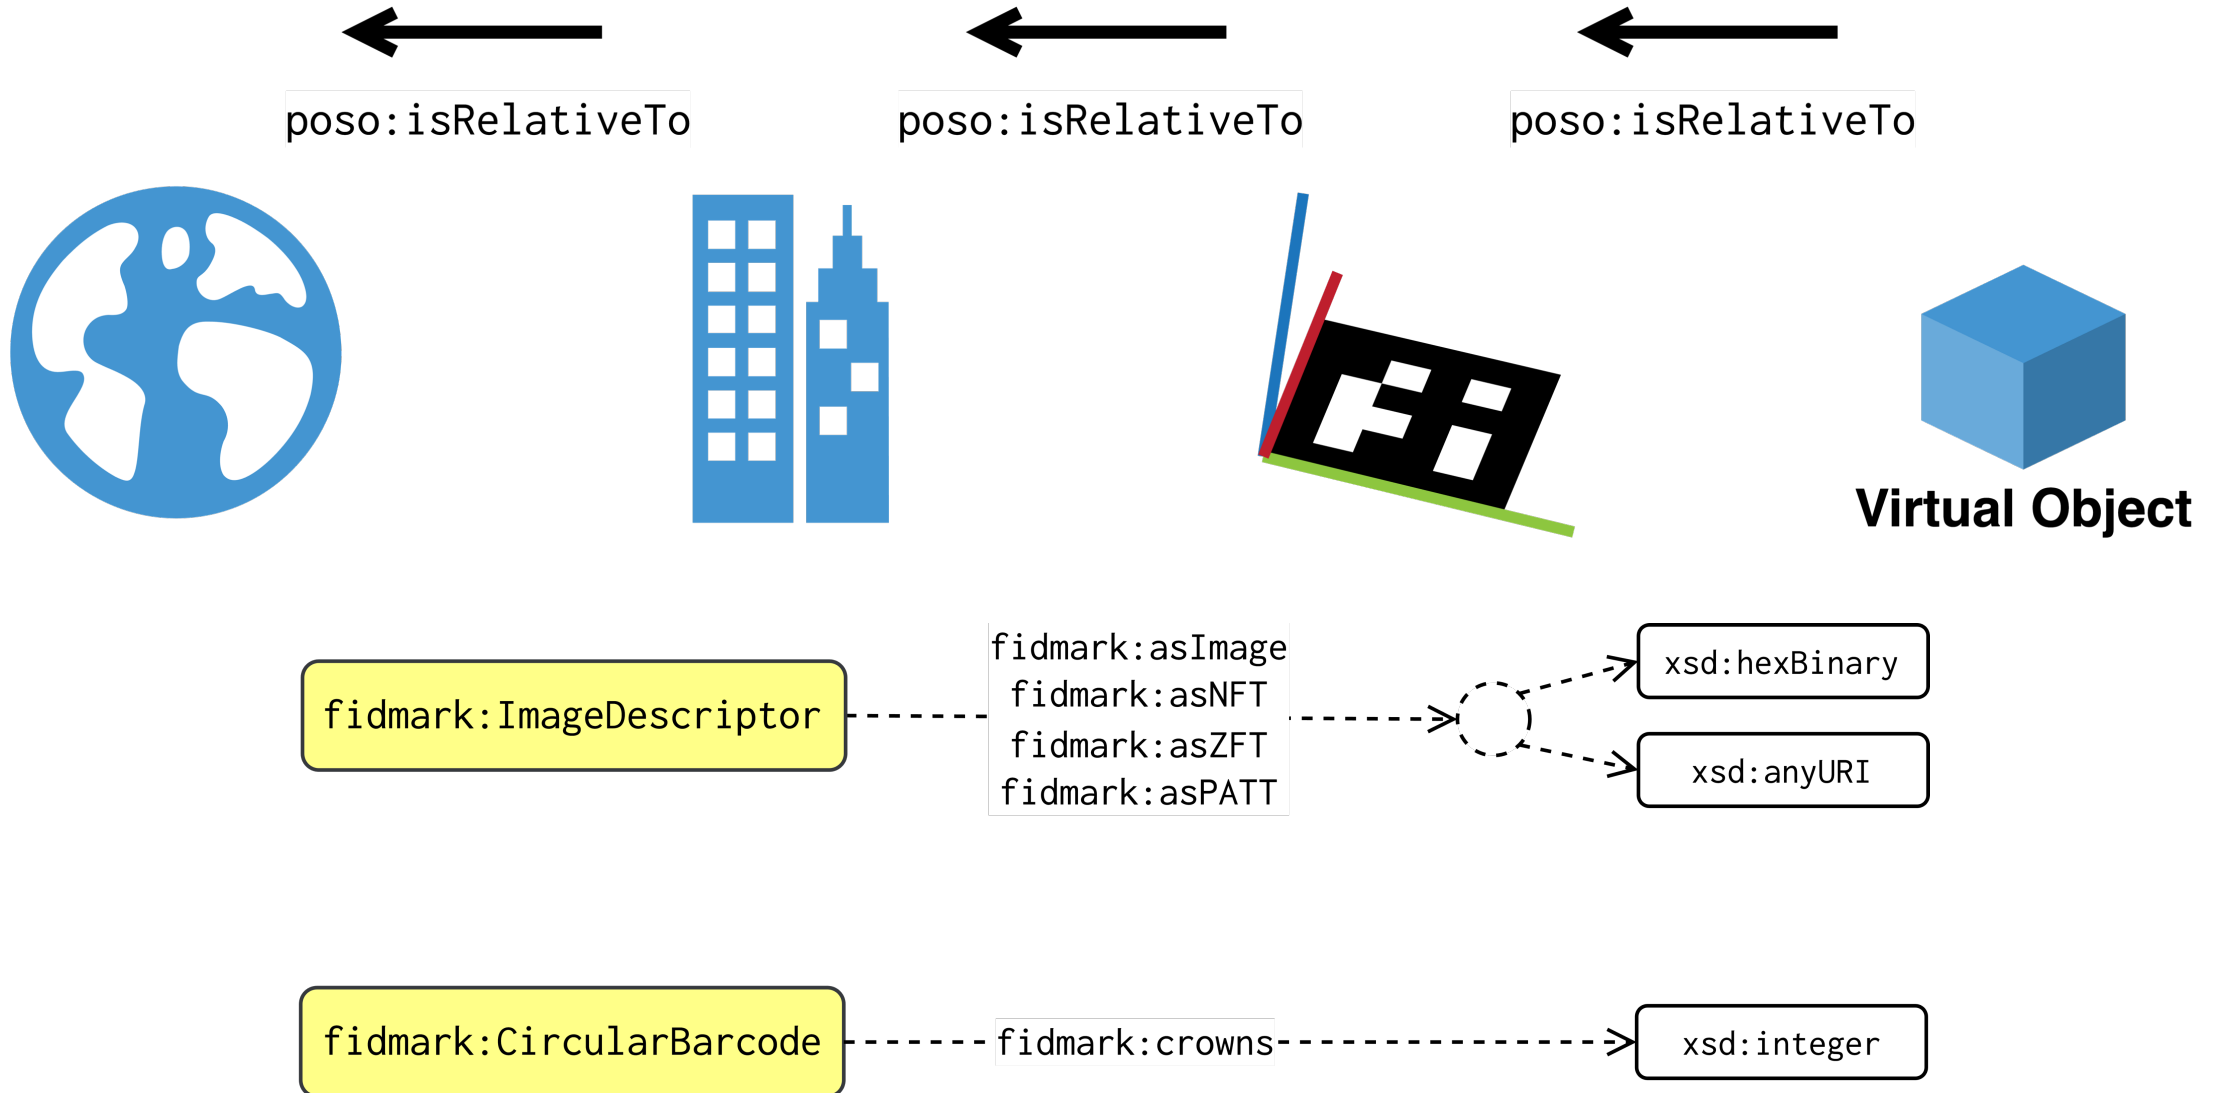 poso:isRelativeTo poso:isRelativeTo poso:isRelativeTo
Virtual Object
fidmark:ImageDescriptor
fidmark:asImage
fidmark:asNFT
fidmark:asZFT
fidmark:asPATT
xsd:hexBinary
xsd:anyURI
fidmark:CircularBarcode
fidmark:crowns
xsd:integer